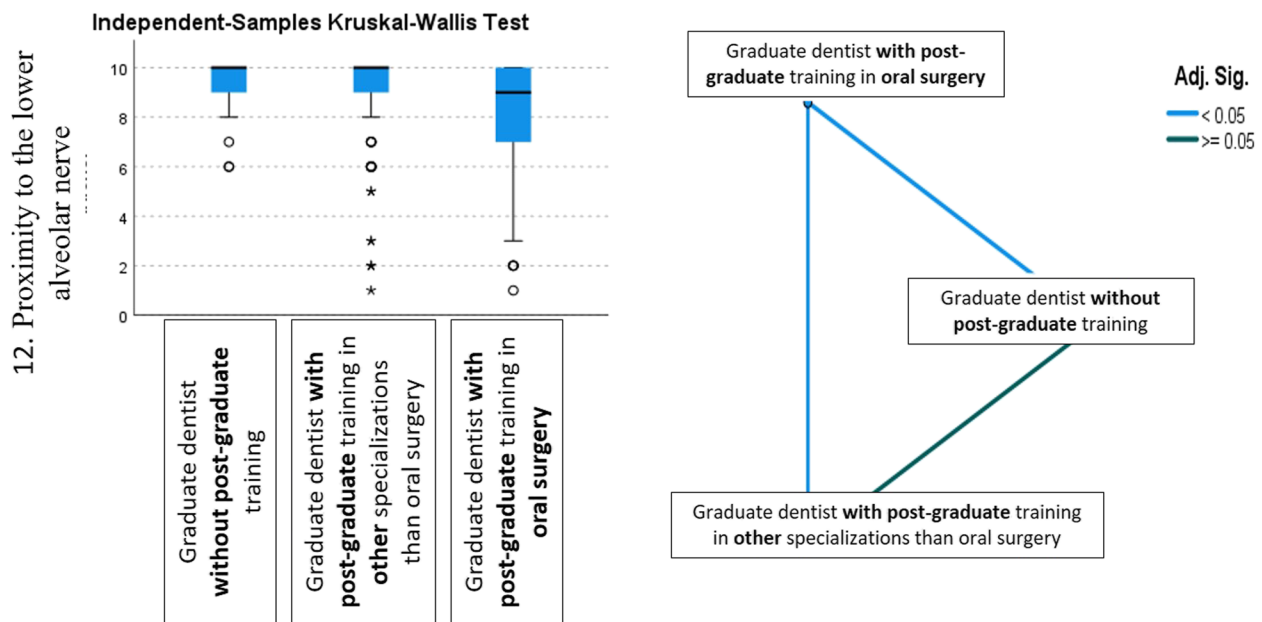 Independent-Samples Kruskal-Wallis Test
12. Proximity to the lower
alveolar nerve
10
8
6
4
2
0
Graduate dentist
without post-graduate
training
Graduate dentist with
post-graduate training in
other specializations
than oral surgery
Graduate dentist with
post-graduate training in
oral surgery
Graduate dentist with post-
graduate training in oral surgery
Adj. Sig.
< 0.05
>= 0.05
Graduate dentist without
post-graduate training
Graduate dentist with post-graduate training
in other specializations than oral surgery